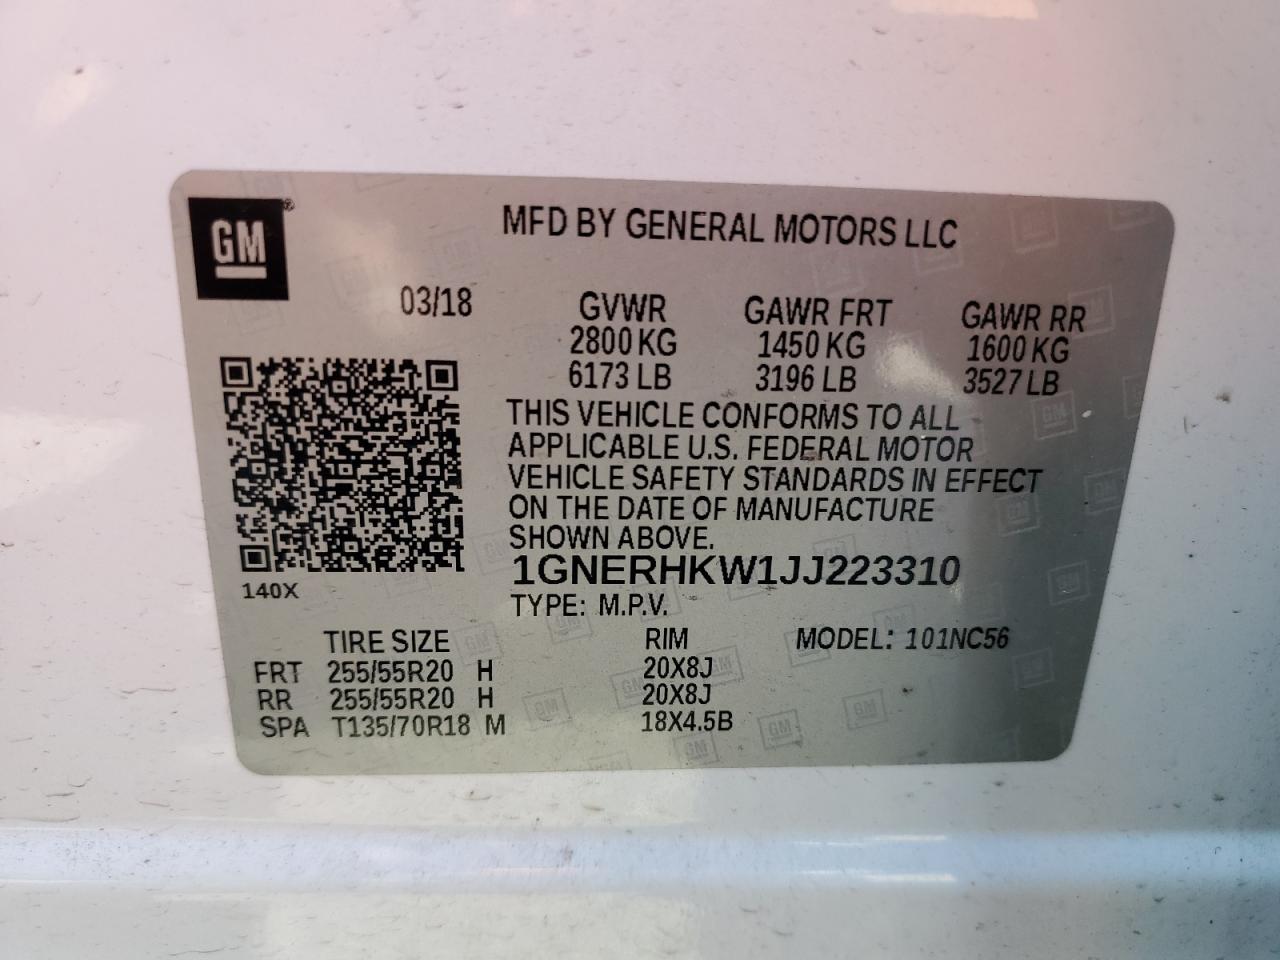 GM®
MFD BY GENERAL MOTORS LLC
03/18 GVWR GAWR FRT GAWR RR
2800 KG 1450 KG 1600 KG
6173 LB 3196 LB 3527 LB
THIS VEHICLE CONFORMS TO ALL
APPLICABLE U.S. FEDERAL MOTOR
VEHICLE SAFETY STANDARDS IN EFFECT
ON THE DATE OF MANUFACTURE
SHOWN ABOVE.
1GNERHKW1JJ223310
140X
TYPE: M.P.V.
TIRE SIZE RIM MODEL: 101NC56
FRT 255/55R20 H 20X8J
RR 255/55R20 H 20X8J
SPA T135/70R18 M 18X4.5B